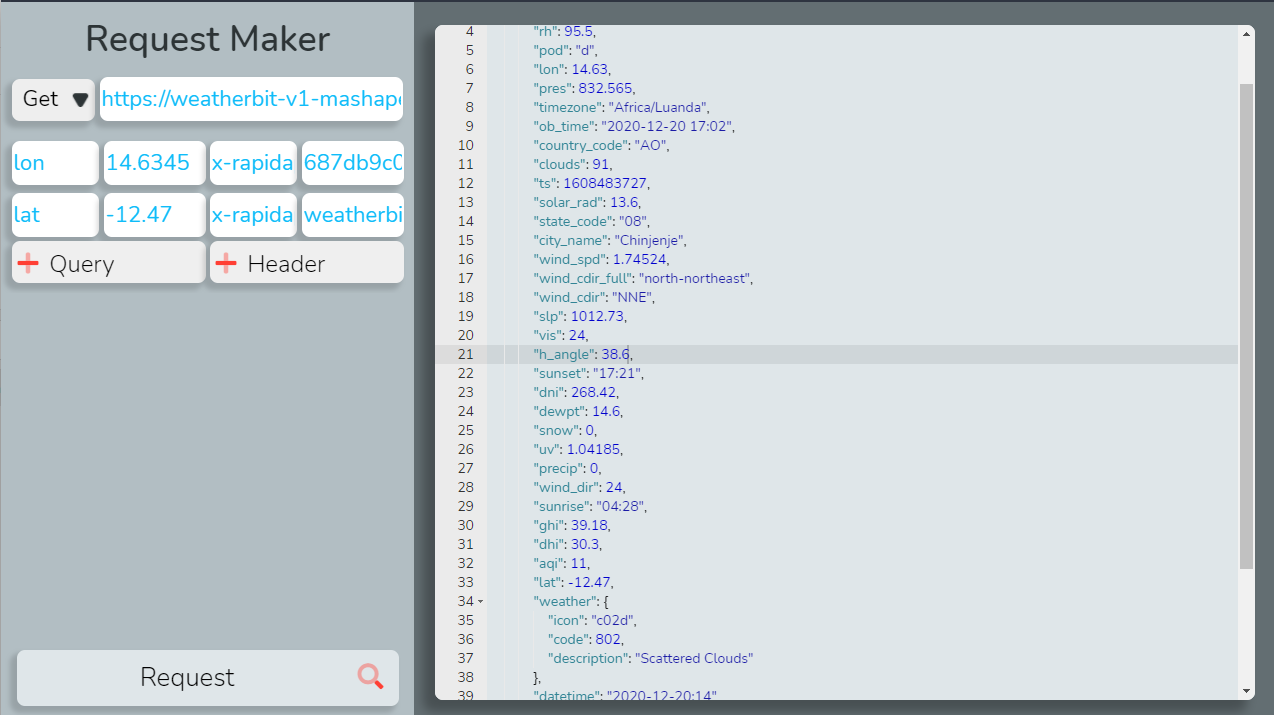 Request Maker
Get
https://weatherbit-v1-mashape
lon 14.6345 x-rapida 687db9c0
lat -12.47 x-rapida weatherbi
Query Header
Request
4 "rh": 95.5,
5 "pod": "d",
6 "lon": 14.63,
7 "pres": 832.565,
8 "timezone": "Africa/Luanda",
9 "ob_time": "2020-12-20 17:02",
10 "country_code": "AO",
11 "clouds": 91,
12 "ts": 1608483727,
13 "solar_rad": 13.6,
14 "state_code": "08",
15 "city_name": "Chinjenje",
16 "wind_spd": 1.74524,
17 "wind_cdir_full": "north-northeast",
18 "wind_cdir": "NNE",
19 "slp": 1012.73,
20 "vis": 24,
21 "h_angle": 38.6,
22 "sunset": "17:21",
23 "dni": 268.42,
24 "dewpt": 14.6,
25 "snow": 0,
26 "uv": 1.04185,
27 "precip": 0,
28 "wind_dir": 24,
29 "sunrise": "04:28",
30 "ghi": 39.18,
31 "dhi": 30.3,
32 "aqi": 11,
33 "lat": -12.47,
34 "weather": {
35 "icon": "c02d",
36 "code": 802,
37 "description": "Scattered Clouds"
38 },
39 "datetime": "2020-12-20:14"